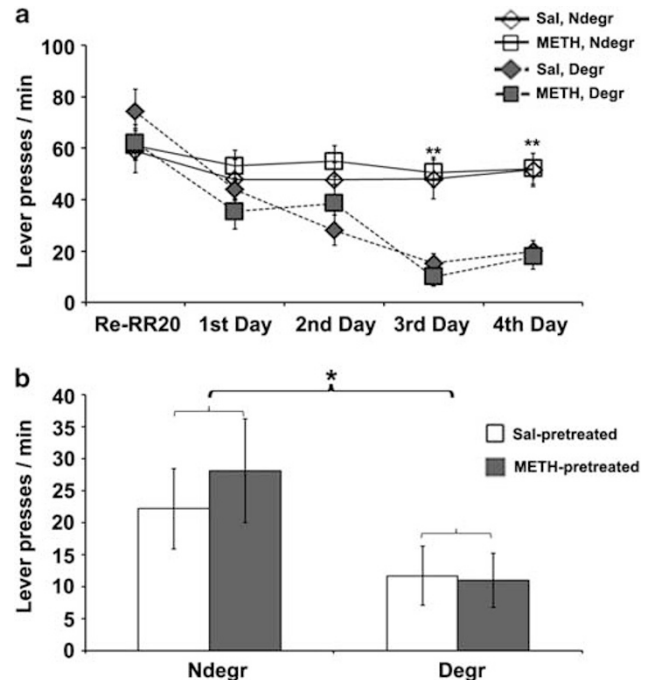 a
Sal, Ndegr
METH, Ndegr
Sal, Degr
METH, Degr
Lever presses / min
100
80
60
40
20
0
** **
Re-RR20 1st Day 2nd Day 3rd Day 4th Day
b
*
Sal-pretreated
METH-pretreated
Lever presses / min
40
35
30
25
20
15
10
5
0
Ndegr Degr